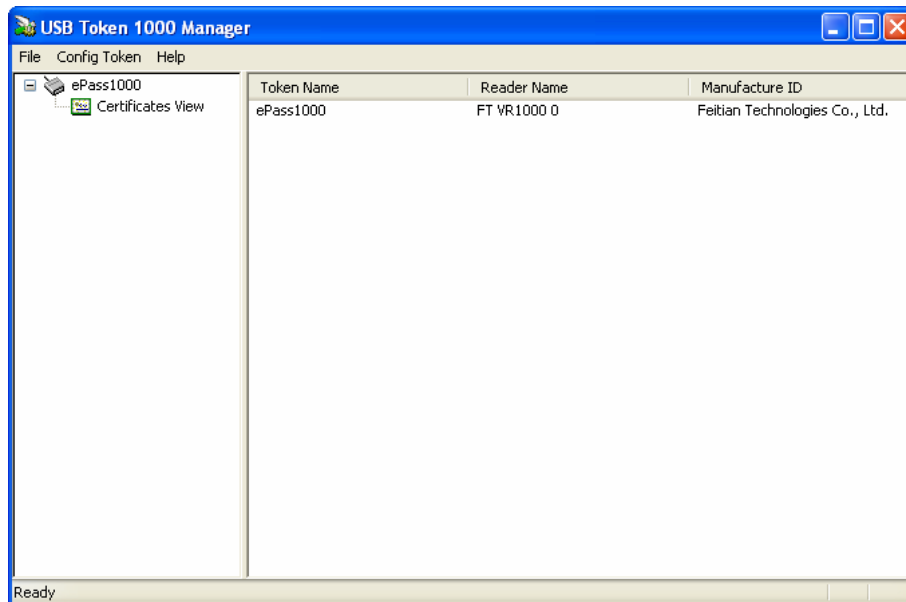 USB Token 1000 Manager
File Config Token Help
ePass1000
Certificates View
Token Name Reader Name Manufacture ID
ePass1000 FT VR1000 0 Feitian Technologies Co., Ltd.
Ready